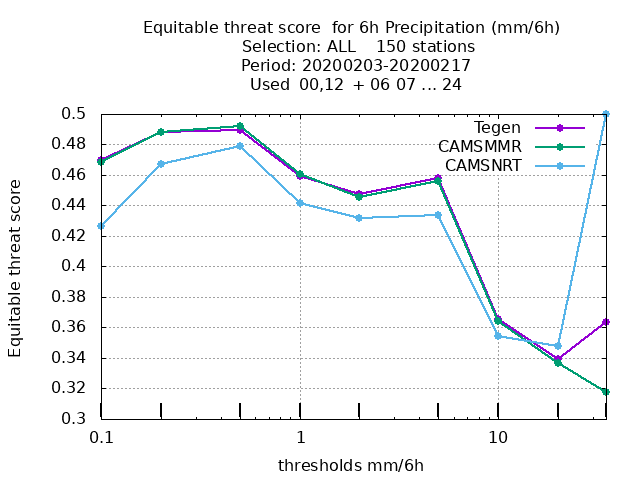 Equitable threat score  for 6h Precipitation (mm/6h)
Selection: ALL    150 stations
Period: 20200203-20200217
Used  00,12  + 06 07 ... 24
Tegen
CAMSMMR
CAMSNRT
0.5
0.48
0.46
0.44
0.42
0.4
0.38
0.36
0.34
0.32
0.3
Equitable threat score
0.1 1 10
thresholds mm/6h